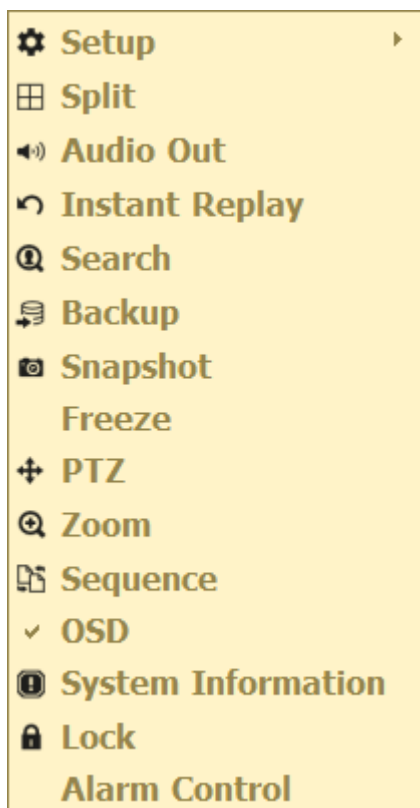 Setup
Split
Audio Out
Instant Replay
Search
Backup
Snapshot
Freeze
PTZ
Zoom
Sequence
OSD
System Information
Lock
Alarm Control